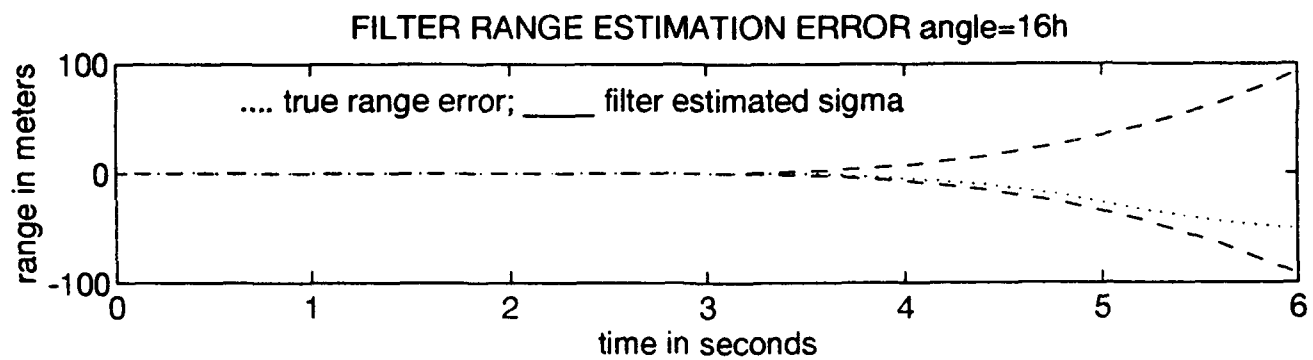 FILTER RANGE ESTIMATION ERROR angle=16h
100
.... true range error; ____ filter estimated sigma
range in meters
0
-100
0 1 2 3 4 5 6
time in seconds